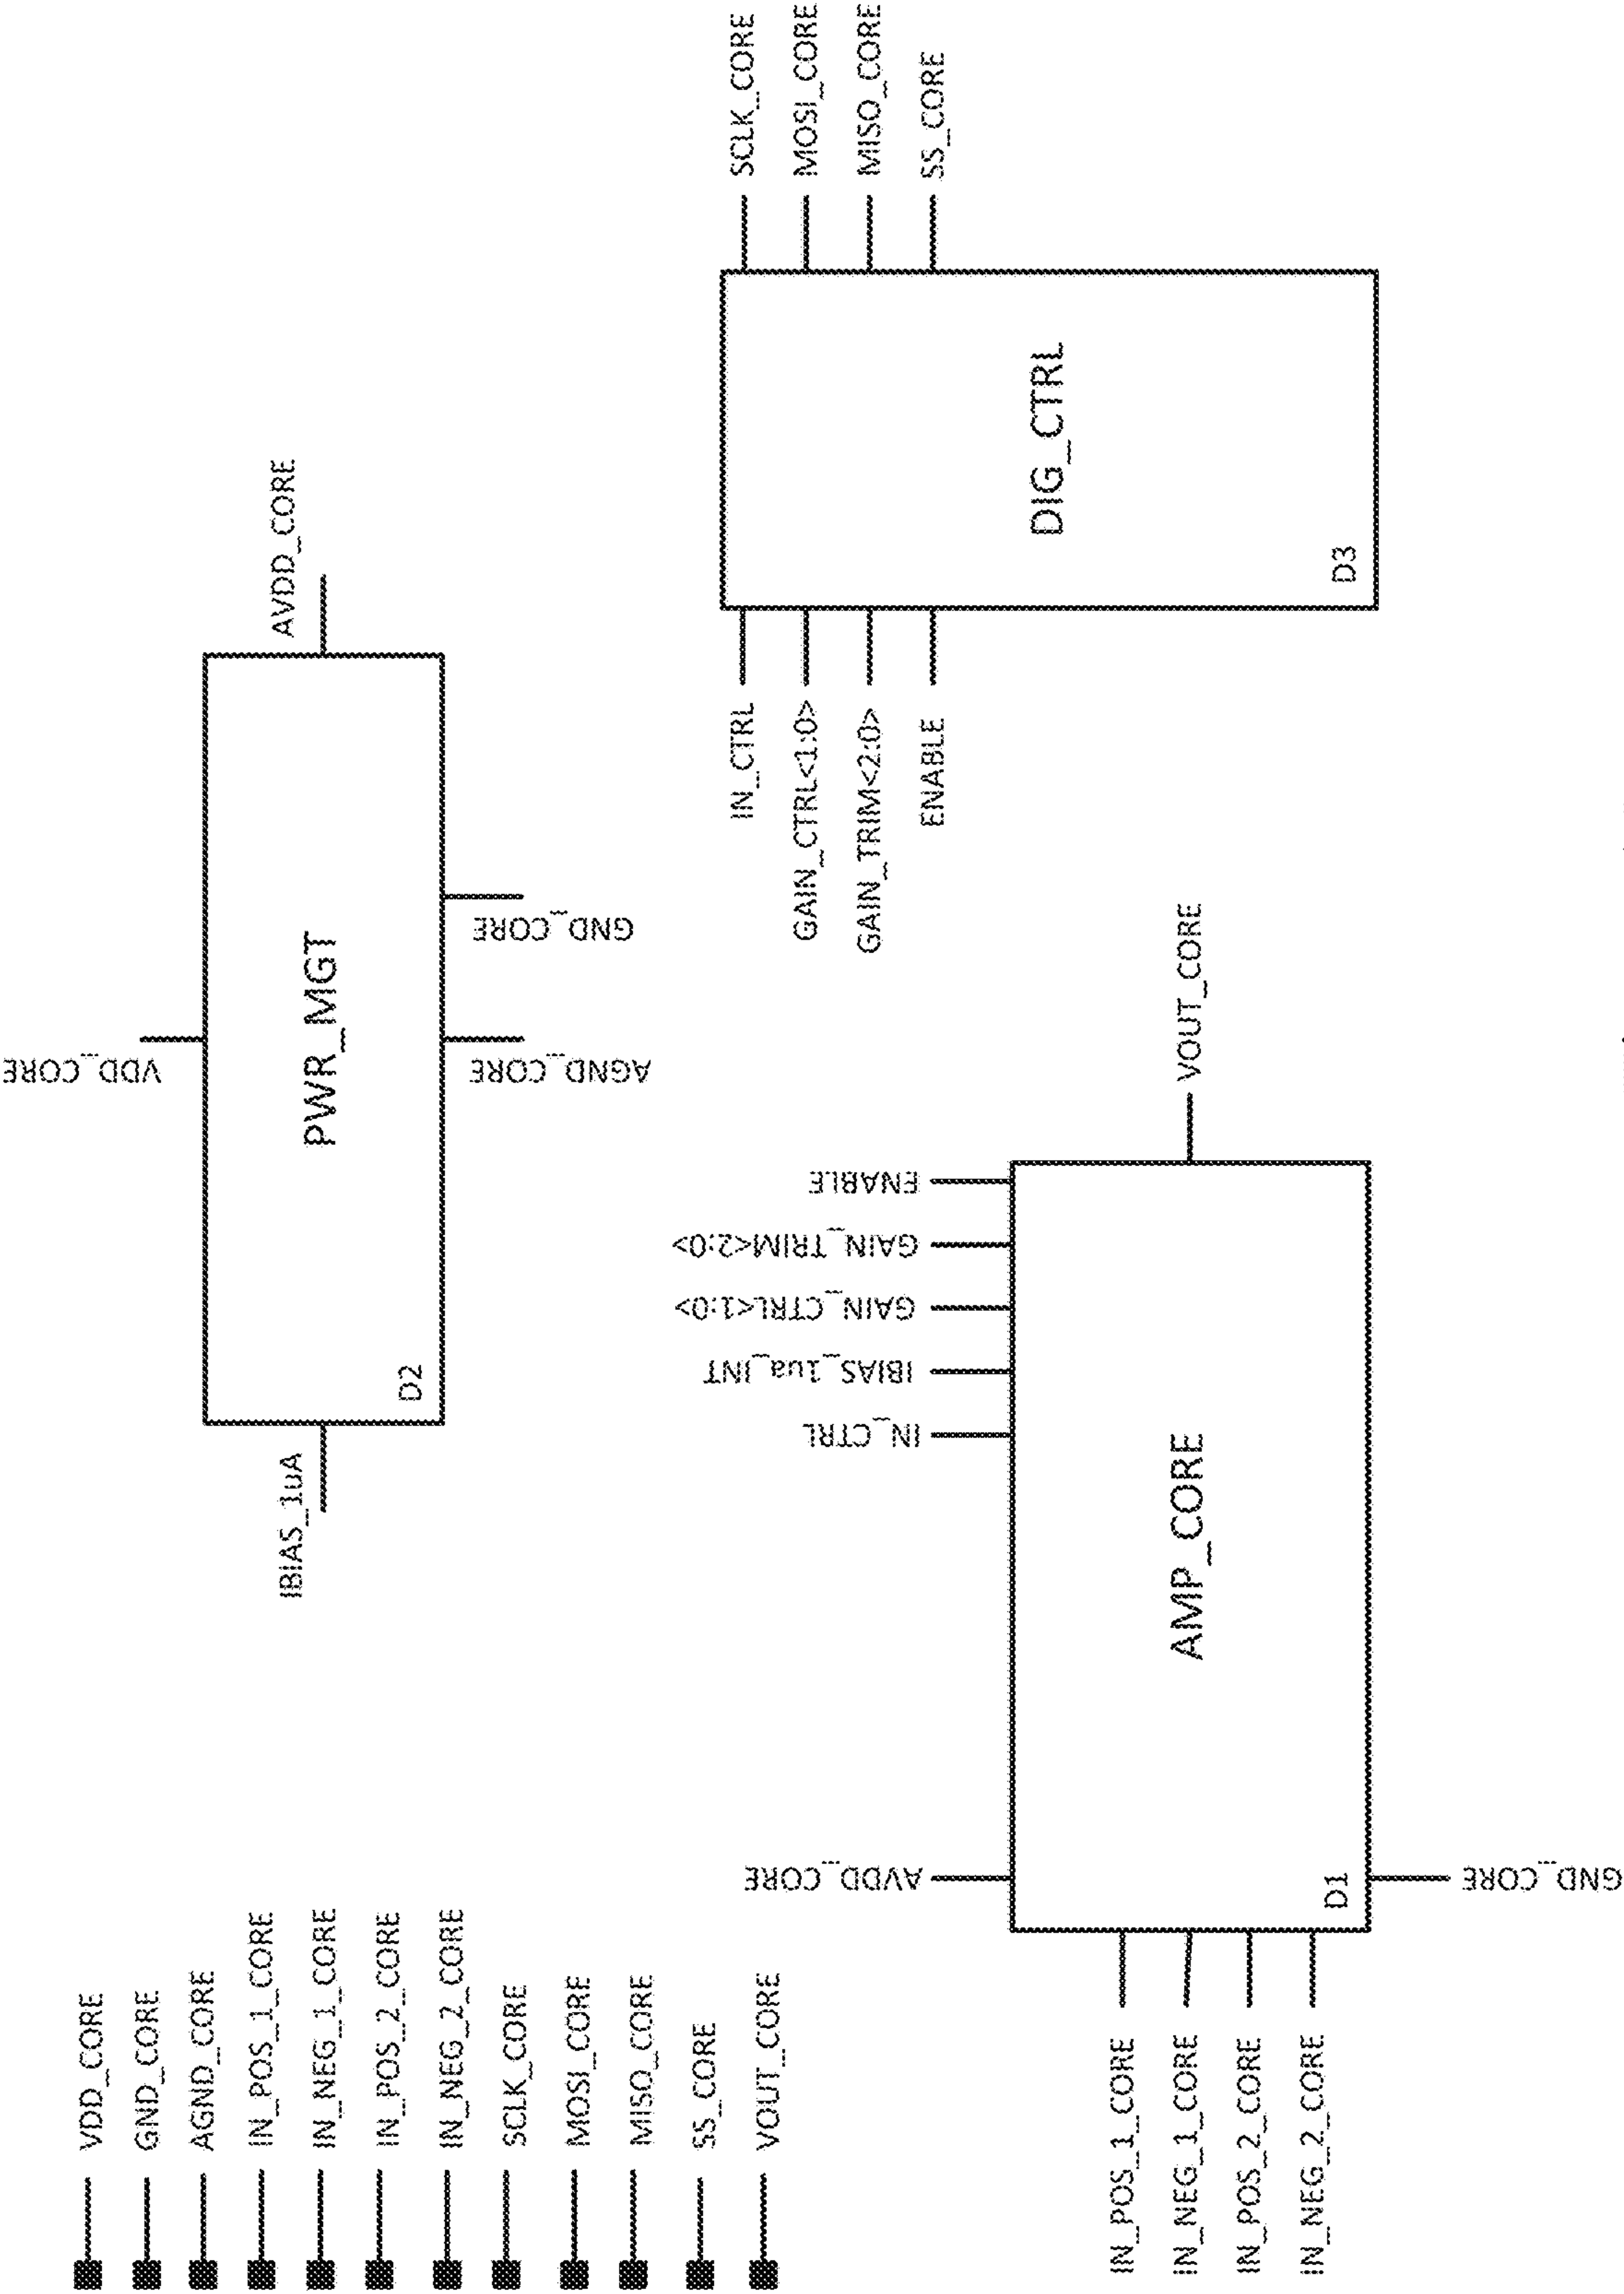 VDD_CORE
GND_CORE
AGND_CORE
IN_POS_1_CORE
IN_NEG_1_CORE
IN_POS_2_CORE
IN_NEG_2_CORE
SCLK_CORE
MOSI_CORE
MISO_CORE
SS_CORE
VOUT_CORE
VDD_CORE
IBIAS_1uA
PWR_MGT
D2
AVDD_CORE
AGND_CORE
GND_CORE
AVDD_CORE
IN_CTRL
IBIAS_1ua_INT
GAIN_CTRL<1:0>
GAIN_TRIM<2:0>
ENABLE
IN_POS_1_CORE
IN_NEG_1_CORE
IN_POS_2_CORE
IN_NEG_2_CORE
AMP_CORE
D1
VOUT_CORE
GND_CORE
IN_CTRL
GAIN_CTRL<1:0>
GAIN_TRIM<2:0>
ENABLE
DIG_CTRL
D3
SCLK_CORE
MOSI_CORE
MISO_CORE
SS_CORE